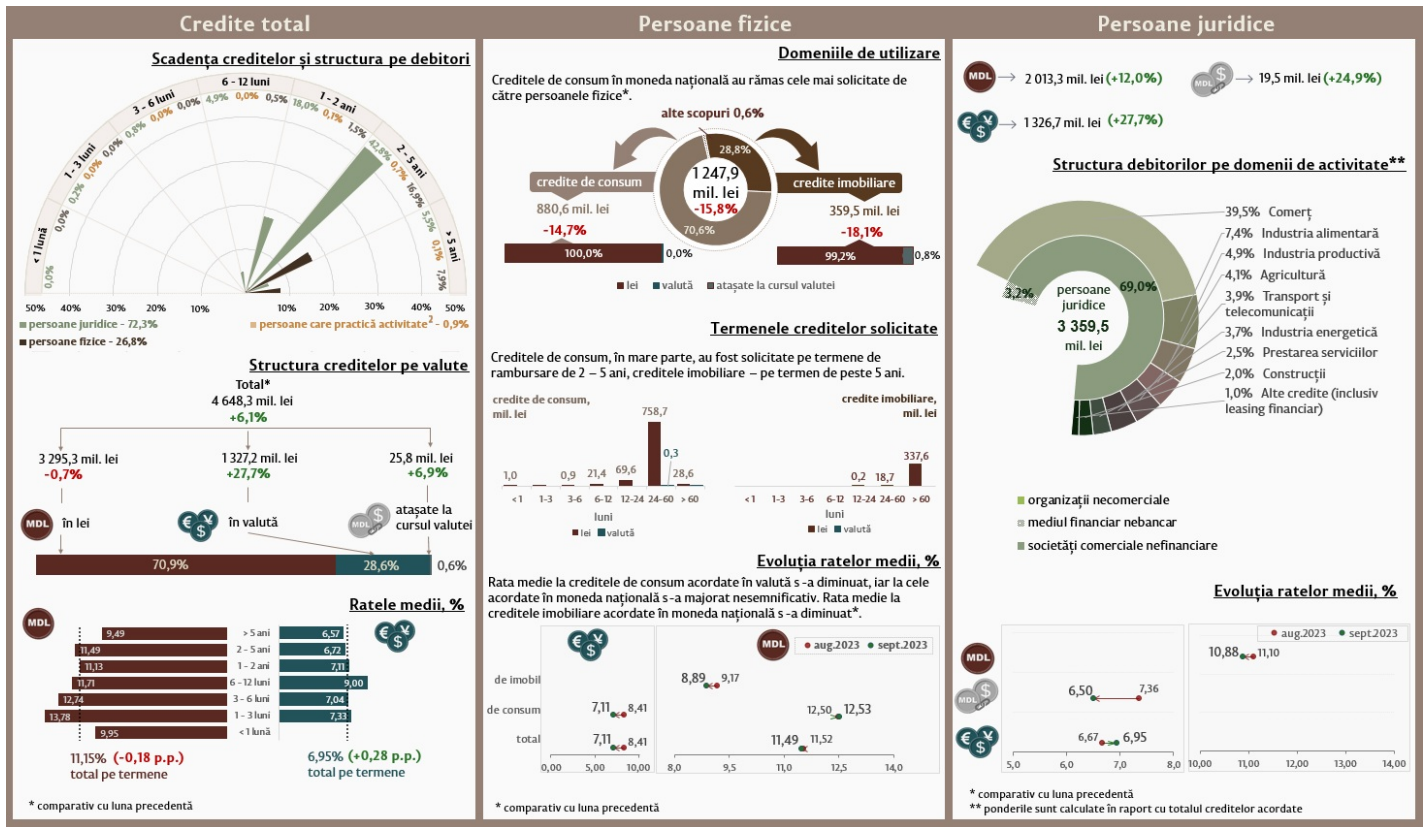 Credite total
Scadența creditelor și structura pe debitori
< 1 lună
1 - 3 luni
3 - 6 luni
6 - 12 luni
1 - 2 ani
2 - 5 ani
> 5 ani
0,0%
0,0%
0,2%
0,0%
0,0%
0,8%
0,0%
0,0%
4,9%
0,0%
0,5%
18,0%
0,1%
1,5%
42,8%
0,7%
16,9%
5,5%
0,1%
7,9%
50% 40% 30% 20% 10% 10% 20% 30% 40% 50%
persoane juridice - 72,3%
persoane care practică activitate² - 0,9%
persoane fizice - 26,8%
Structura creditelor pe valute
Total*
4 648,3 mil. lei
+6,1%
3 295,3 mil. lei
-0,7%
1 327,2 mil. lei
+27,7%
25,8 mil. lei
+6,9%
MDL în lei
€ ¥ $ în valută
MDL $ atașate la
cursul valutei
70,9% 28,6% 0,6%
Ratele medii, %
MDL
€ ¥ $
9,49 > 5 ani 6,57
11,49 2 - 5 ani 6,72
11,13 1 - 2 ani 7,11
11,71 6 - 12 luni 9,00
12,74 3 - 6 luni 7,04
13,78 1 - 3 luni 7,33
9,95 < 1 lună
11,15% (-0,18 p.p.)
total pe termene
6,95% (+0,28 p.p.)
total pe termene
* comparativ cu luna precedentă
Persoane fizice
Domeniile de utilizare
Creditele de consum în moneda națională au rămas cele mai solicitate de
către persoanele fizice*.
alte scopuri 0,6%
28,8%
1 247,9
mil. lei
-15,8%
70,6%
credite de consum
880,6 mil. lei
-14,7%
100,0% 0,0%
credite imobiliare
359,5 mil. lei
-18,1%
99,2% 0,8%
lei valută atașate la cursul valutei
Termenele creditelor solicitate
Creditele de consum, în mare parte, au fost solicitate pe termene de
rambursare de 2 – 5 ani, creditele imobiliare – pe termen de peste 5 ani.
credite de consum,
mil. lei
1,0 0,9 21,4 69,6 758,7 0,3 28,6
< 1 1-3 3-6 6-12 12-24 24-60 > 60
luni
lei valută
credite imobiliare,
mil. lei
0,2 18,7 337,6
< 1 1-3 3-6 6-12 12-24 24-60 > 60
luni
lei valută
Evoluția ratelor medii, %
Rata medie la creditele de consum acordate în valută s -a diminuat, iar la cele
acordate în moneda națională s -a majorat nesemnificativ. Rata medie la
creditele imobiliare acordate în moneda națională s -a diminuat*.
€ ¥ $
MDL
aug.2023 sept.2023
de imobil 8,89 9,17
de consum 7,11 8,41 12,50 12,53
total 7,11 8,41 11,49 11,52
0,00 5,00 10,00 8,0 9,5 11,0 12,5 14,0
* comparativ cu luna precedentă
Persoane juridice
MDL 2 013,3 mil. lei (+12,0%)
MDL $ 19,5 mil. lei (+24,9%)
€ ¥ $ 1 326,7 mil. lei (+27,7%)
Structura debitorilor pe domenii de activitate**
3,2%
69,0%
persoane
juridice
3 359,5
mil. lei
39,5% Comerț
7,4% Industria alimentară
4,9% Industria productivă
4,1% Agricultură
3,9% Transport și
telecomunicații
3,7% Industria energetică
2,5% Prestarea serviciilor
2,0% Construcții
1,0% Alte credite (inclusiv
leasing financiar)
organizații necomerciale
mediul financiar nebancar
societăți comerciale nefinanciare
Evoluția ratelor medii, %
aug.2023 sept.2023
MDL 10,88 11,10
MDL $ 6,50 7,36
€ ¥ $ 6,67 6,95
5,0 6,0 7,0 8,0 10,00 11,00 12,00 13,00 14,00
* comparativ cu luna precedentă
** ponderile sunt calculate în raport cu totalul creditelor acordate